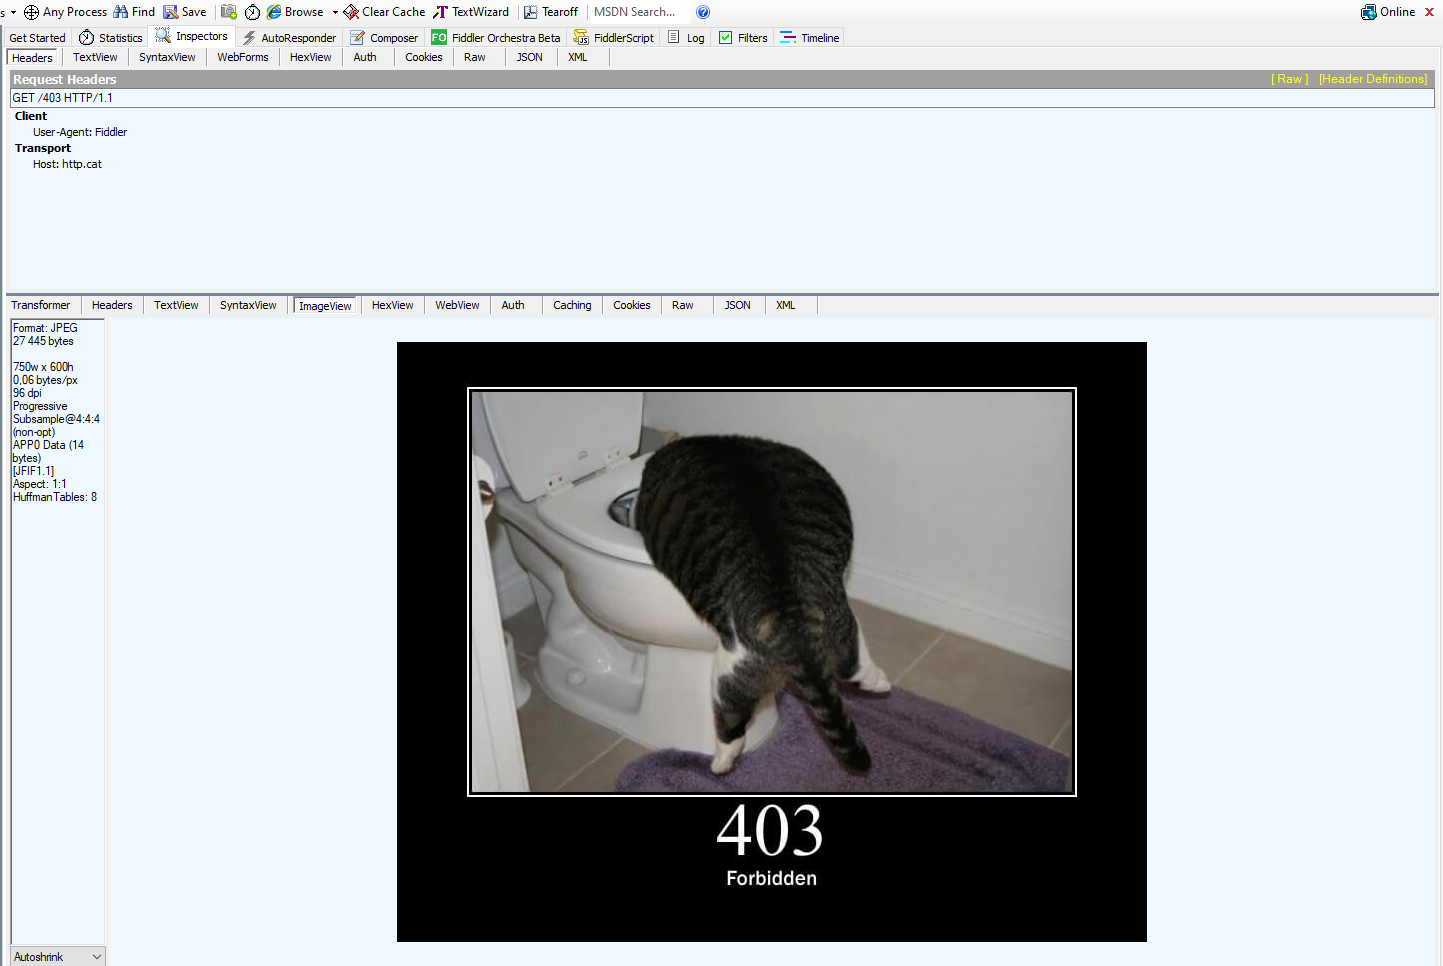 s Any Process Find Save Browse Clear Cache TextWizard Tearoff MSDN Search... Online
Get Started Statistics Inspectors AutoResponder Composer FO Fiddler Orchestra Beta FiddlerScript Log Filters Timeline
Headers TextView SyntaxView WebForms HexView Auth Cookies Raw JSON XML
Request Headers [ Raw ] [Header Definitions]
GET /403 HTTP/1.1
Client
User-Agent: Fiddler
Transport
Host: http.cat
Transformer Headers TextView SyntaxView ImageView HexView WebView Auth Caching Cookies Raw JSON XML
Format: JPEG
27 445 bytes
750w x 600h
0,06 bytes/px
96 dpi
Progressive
Subsample@4:4:4
(non-opt)
APP0 Data (14
bytes)
[JFIF1.1]
Aspect: 1:1
HuffmanTables: 8
403
Forbidden
Autoshrink